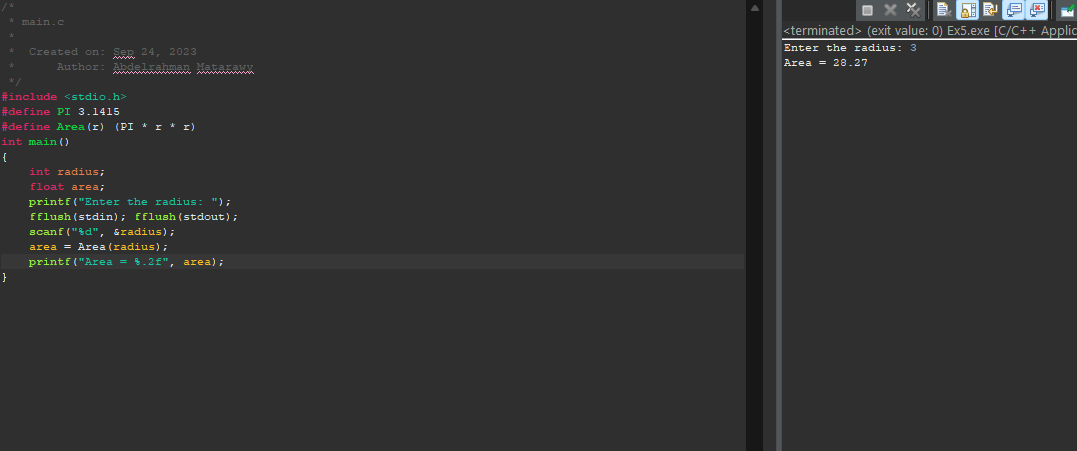 /*
 * main.c
 *
 *  Created on: Sep 24, 2023
 *      Author: Abdelrahman Matarawy
 */
#include <stdio.h>
#define PI 3.1415
#define Area(r) (PI * r * r)
int main()
{
    int radius;
    float area;
    printf("Enter the radius: ");
    fflush(stdin); fflush(stdout);
    scanf("%d", &radius);
    area = Area(radius);
    printf("Area = %.2f", area);
}
<terminated> (exit value: 0) Ex5.exe [C/C++ Applic
Enter the radius: 3
Area = 28.27